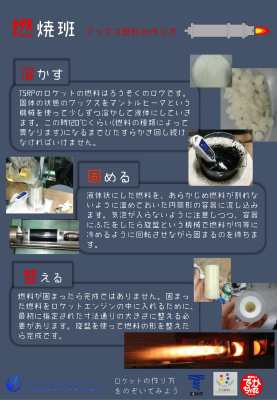 燃焼班 ワックス燃料の作り方
溶かす
TSRPのロケットの燃料はろうそくのロウです。
固体の状態のワックスをマントルヒータという
機械を使って少しずつ溶かして液体にしていき
ます。この時120℃くらい(燃料の種類によって
異なります)になるまでひたすらかき回し続け
なければいけません。
固める
液体状にした燃料を、あらかじめ燃料が割れな
いように温めておいた円筒形の容器に流し込み
ます。気泡が入らないように注意しつつ、容器
にふたをしたら旋盤という機械で燃料が均等に
冷めるように回転させながら固まるのを待ちま
す。
整える
燃料が固まったら完成ではありません。固まっ
た燃料をロケットエンジンの中に入れるために、
最初に指定された寸法通りの大きさに整える必
要があります。旋盤を使って燃料の形を整えた
ら完成です。
ロケットの作り方
をのぞいてみよう